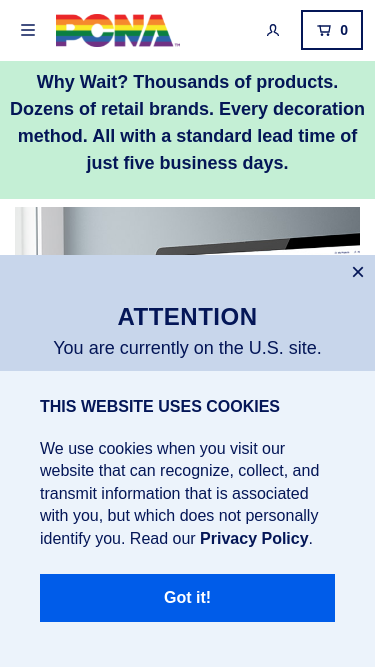 PCNA™
0
Why Wait? Thousands of products.
Dozens of retail brands. Every decoration
method. All with a standard lead time of
just five business days.
ATTENTION
You are currently on the U.S. site.
THIS WEBSITE USES COOKIES
We use cookies when you visit our
website that can recognize, collect, and
transmit information that is associated
with you, but which does not personally
identify you. Read our Privacy Policy.
Got it!